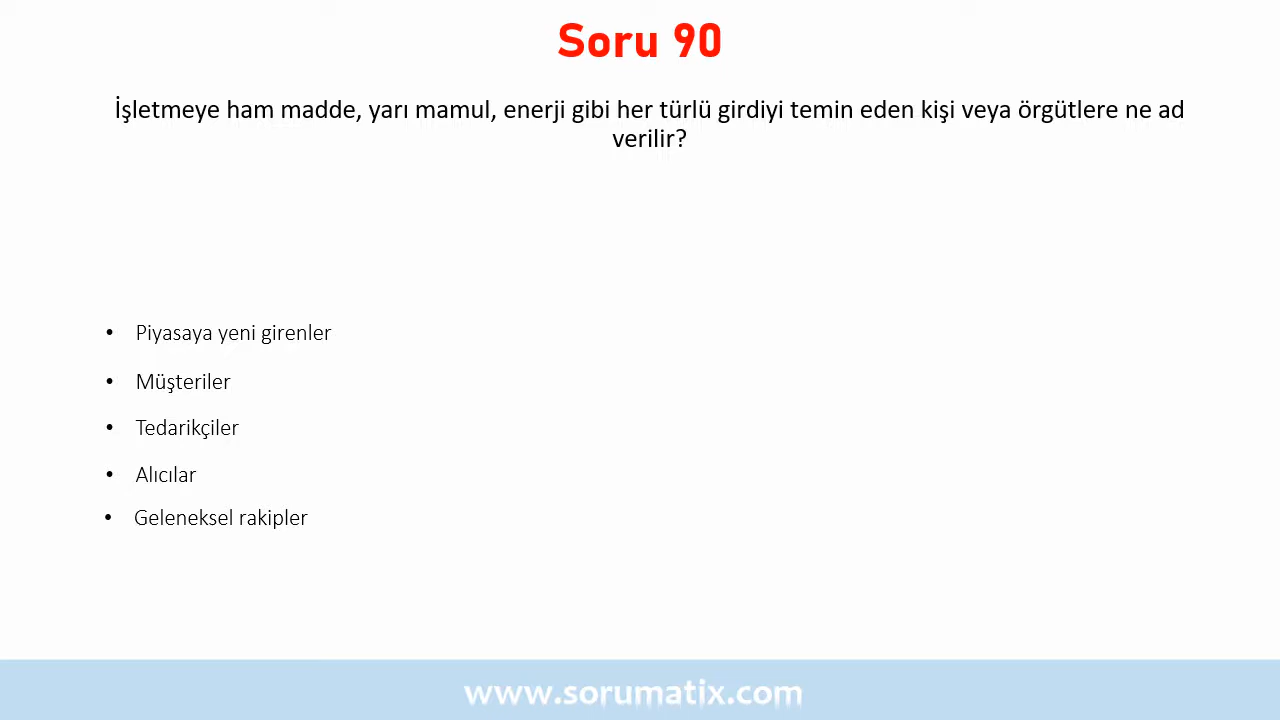 Soru 90
İşletmeye ham madde, yarı mamul, enerji gibi her türlü girdiyi temin eden kişi veya örgütlere ne ad
verilir?
• Piyasaya yeni girenler
• Müşteriler
• Tedarikçiler
• Alıcılar
• Geleneksel rakipler
www.sorumatix.com